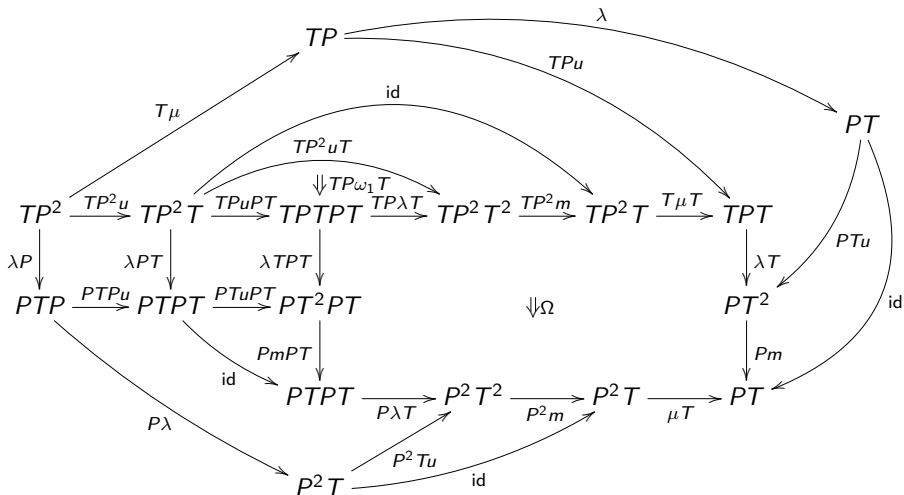 λ
TP
TPu
id
Tμ
PT
TP²uT
⇓TPω₁T
TP² TP²u TP²T TPuPT TPTPT TPλT TP²T² TP²m TP²T TμT TPT
PTu
λP λPT λTPT λT
id
PTP PTPu PTPT PTuPT PT²PT ⇓Ω PT²
PmPT Pm
id
PTPT PλT P²T² P²m P²T μT PT
Pλ
P²Tu
id
P²T